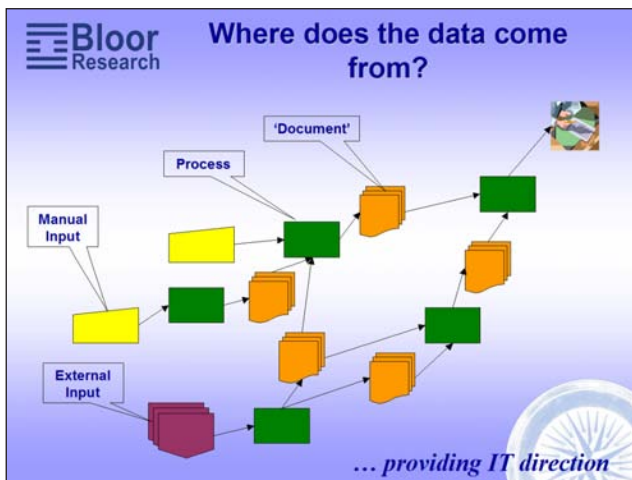 Bloor
Research
Where does the data come
from?
'Document'
Process
Manual
Input
External
Input
... providing IT direction